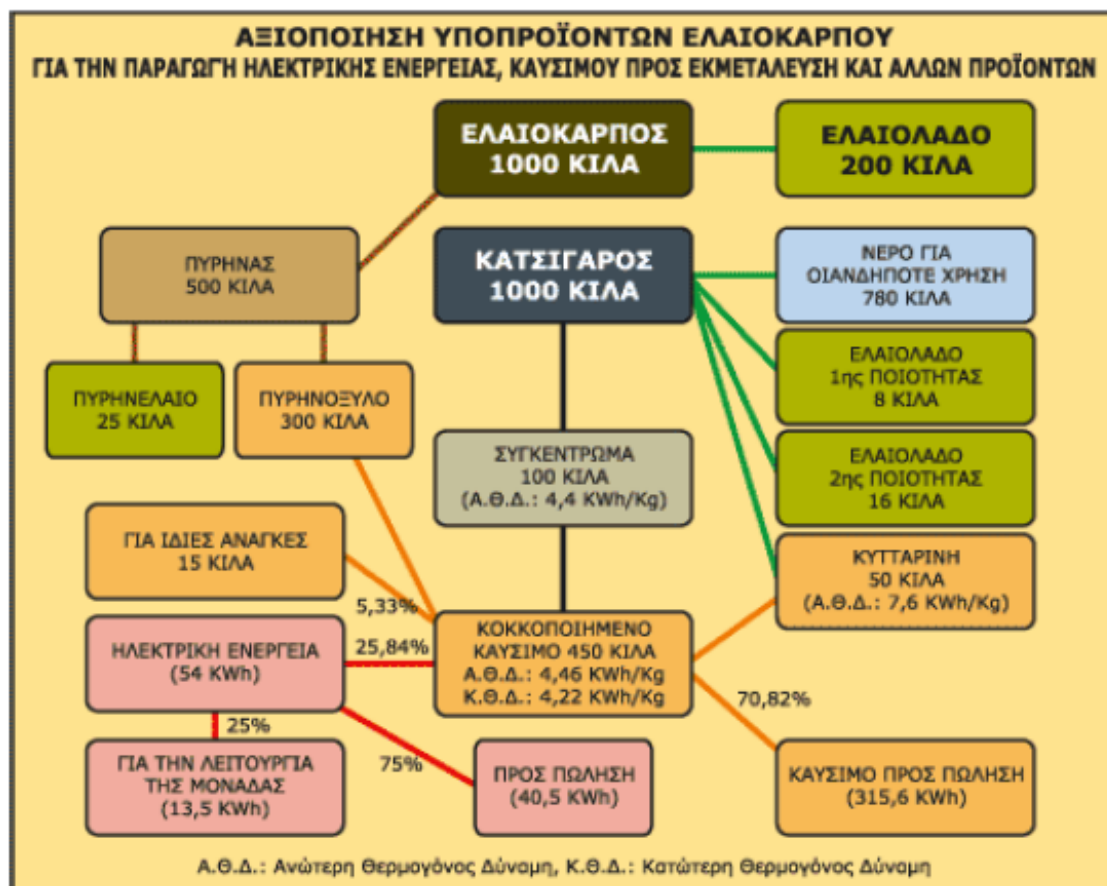 ΑΞΙΟΠΟΙΗΣΗ ΥΠΟΠΡΟΪΟΝΤΩΝ ΕΛΑΙΟΚΑΡΠΟΥ
ΓΙΑ ΤΗΝ ΠΑΡΑΓΩΓΗ ΗΛΕΚΤΡΙΚΗΣ ΕΝΕΡΓΕΙΑΣ, ΚΑΥΣΙΜΟΥ ΠΡΟΣ ΕΚΜΕΤΑΛΕΥΣΗ ΚΑΙ ΑΛΛΩΝ ΠΡΟΪΟΝΤΩΝ
ΕΛΑΙΟΚΑΡΠΟΣ
1000 ΚΙΛΑ
ΕΛΑΙΟΛΑΔΟ
200 ΚΙΛΑ
ΠΥΡΗΝΑΣ
500 ΚΙΛΑ
ΚΑΤΣΙΓΑΡΟΣ
1000 ΚΙΛΑ
ΝΕΡΟ ΓΙΑ
ΟΙΑΝΔΗΠΟΤΕ ΧΡΗΣΗ
780 ΚΙΛΑ
ΠΥΡΗΝΕΛΑΙΟ
25 ΚΙΛΑ
ΠΥΡΗΝΟΞΥΛΟ
300 ΚΙΛΑ
ΕΛΑΙΟΛΑΔΟ
1ης ΠΟΙΟΤΗΤΑΣ
8 ΚΙΛΑ
ΣΥΓΚΕΝΤΡΩΜΑ
100 ΚΙΛΑ
(Α.Θ.Δ.: 4,4 KWh/Kg)
ΕΛΑΙΟΛΑΔΟ
2ης ΠΟΙΟΤΗΤΑΣ
16 ΚΙΛΑ
ΓΙΑ ΙΔΙΕΣ ΑΝΑΓΚΕΣ
15 ΚΙΛΑ
ΚΥΤΤΑΡΙΝΗ
50 ΚΙΛΑ
(Α.Θ.Δ.: 7,6 KWh/Kg)
5,33%
ΗΛΕΚΤΡΙΚΗ ΕΝΕΡΓΕΙΑ
(54 KWh)
25,84%
ΚΟΚΚΟΠΟΙΗΜΕΝΟ
ΚΑΥΣΙΜΟ 450 ΚΙΛΑ
Α.Θ.Δ.: 4,46 KWh/Kg
Κ.Θ.Δ.: 4,22 KWh/Kg
70,82%
25%
75%
ΓΙΑ ΤΗΝ ΛΕΙΤΟΥΡΓΙΑ
ΤΗΣ ΜΟΝΑΔΑΣ
(13,5 KWh)
ΠΡΟΣ ΠΩΛΗΣΗ
(40,5 KWh)
ΚΑΥΣΙΜΟ ΠΡΟΣ ΠΩΛΗΣΗ
(315,6 KWh)
Α.Θ.Δ.: Ανώτερη Θερμογόνος Δύναμη, Κ.Θ.Δ.: Κατώτερη Θερμογόνος Δύναμη